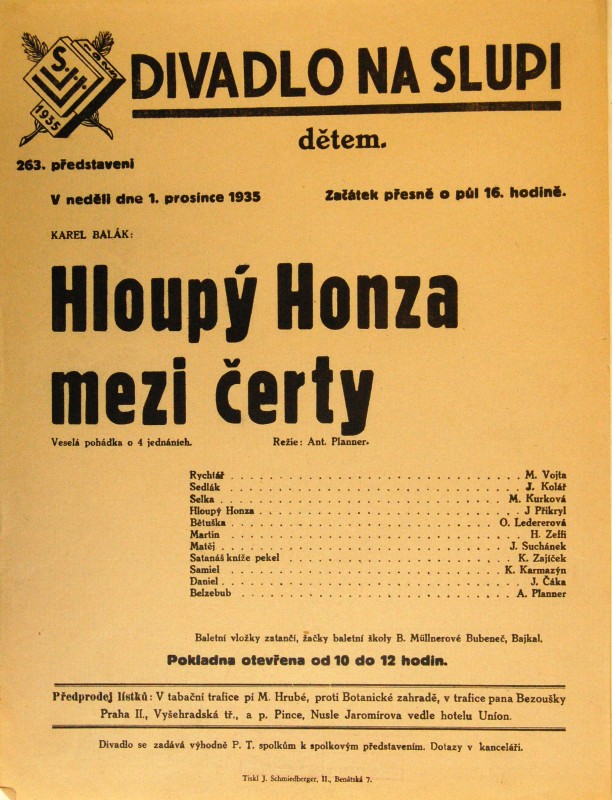 S.I.I.
1935
DIVADLO NA SLUPI
dětem.
263. představeni
V neděli dne 1. prosince 1935 Začátek přesně o půl 16. hodině.
KAREL BALÁK:
Hloupý Honza
mezi čerty
Veselá pohádka o 4 jednáních. Režie: Ant. Planner.
Rychtář . . . . . . . . . . . . . . . . . . . . M. Vojta
Sedlák . . . . . . . . . . . . . . . . . . . . J. Kolář
Selka . . . . . . . . . . . . . . . . . . . . M. Kurková
Hloupý Honza . . . . . . . . . . . . . . . . . . . . J Přikryl
Bětuška . . . . . . . . . . . . . . . . . . . . O. Ledererová
Martin . . . . . . . . . . . . . . . . . . . . H. Zelfi
Matěj . . . . . . . . . . . . . . . . . . . . J. Suchánek
Satanáš kníže pekel . . . . . . . . . . . . . . . . . . . . K. Zajíček
Samiel . . . . . . . . . . . . . . . . . . . . K. Karmazýn
Daniel . . . . . . . . . . . . . . . . . . . . J. Čáka
Belzebub . . . . . . . . . . . . . . . . . . . . A. Planner
Baletní vložky zatančí, žačky baletní školy B. Müllnerové Bubeneč, Bajkal.
Pokladna otevřena od 10 do 12 hodin.
Předprodej lístků: V tabační trafice pí M. Hrubé, proti Botanické zahradě, v trafice pana Bezoušky
Praha II., Vyšehradská tř., a p. Pince, Nusle Jaromírova vedle hotelu Union.
Divadlo se zadává výhodně P. T. spolkům k spolkovým představením. Dotazy v kanceláři.
Tiskl J. Schmiedberger, II., Benátská 7.